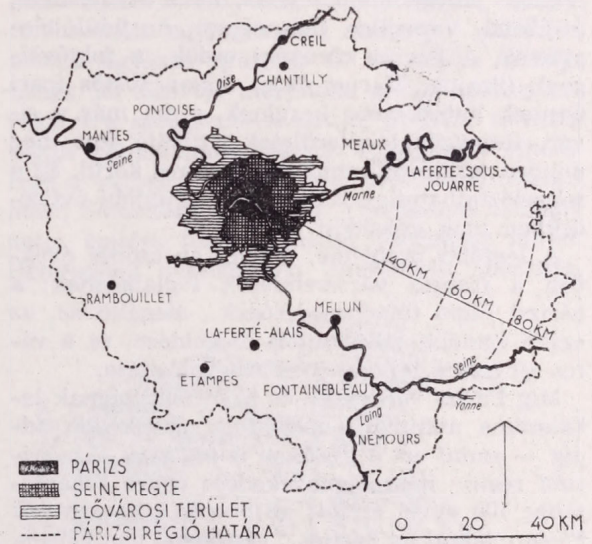 CREIL
CHANTILLY
Oise
PONTOISE
MANTES
Seine
MEAUX
LAFERTE-SOUS-
JOUARRE
Marne
40 KM
60 KM
80 KM
RAMBOUILLET
MELUN
LA-FERTÉ-ALAIS
ETAMPES
FONTAINEBLEAU
Seine
Yonne
Loing
NEMOURS
PÁRIZS
SEINE MEGYE
ELŐVÁROSI TERÜLET
PÁRIZSI RÉGIÓ HATÁRA
0 20 40 KM